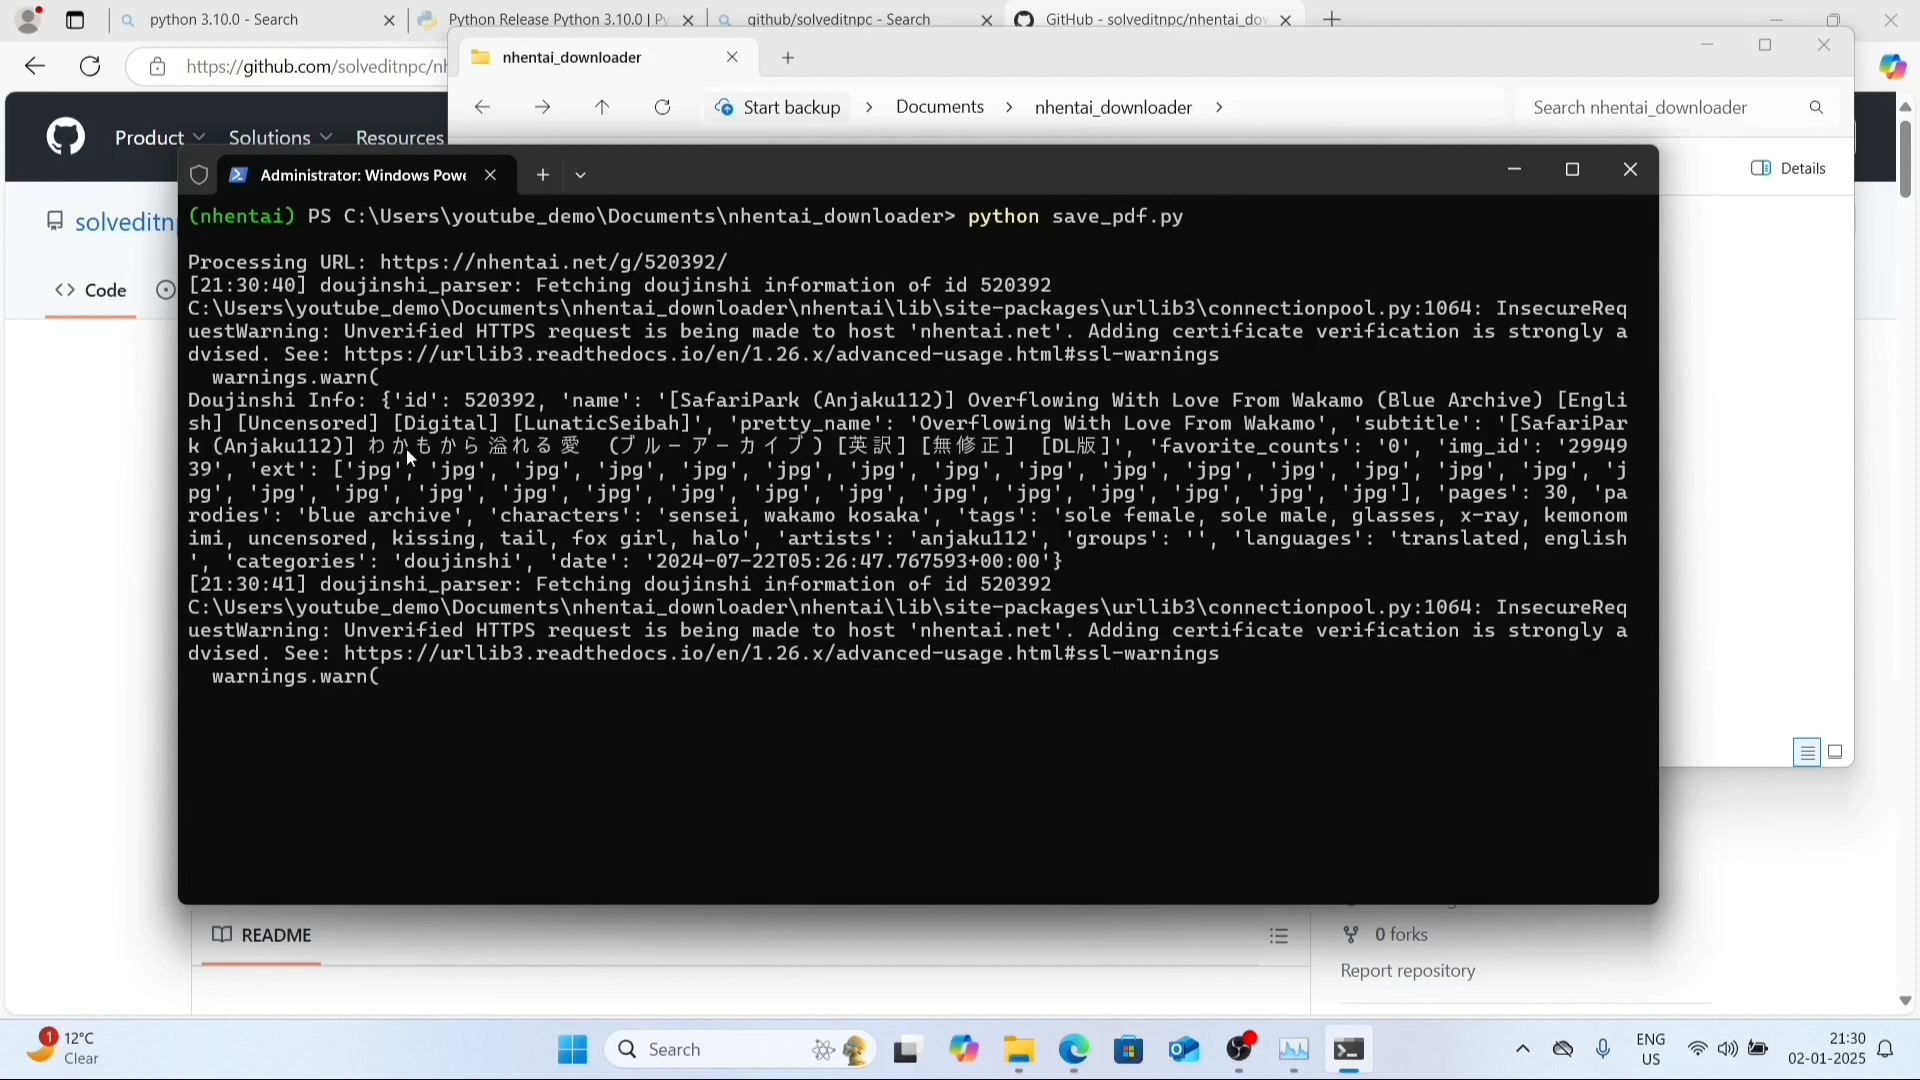 python 3.10.0 - Search
Python Release Python 3.10.0 | Py
github/solveditnpc - Search
GitHub - solveditnpc/nhentai_do
https://github.com/solveditnpc/nh
nhentai_downloader
Start backup
Documents
nhentai_downloader
Search nhentai_downloader
Product
Solutions
Resources
Details
solveditnp
Code
Administrator: Windows Powe
(nhentai) PS C:\Users\youtube_demo\Documents\nhentai_downloader> python save_pdf.py
Processing URL: https://nhentai.net/g/520392/
[21:30:40] doujinshi_parser: Fetching doujinshi information of id 520392
C:\Users\youtube_demo\Documents\nhentai_downloader\nhentai\lib\site-packages\urllib3\connectionpool.py:1064: InsecureReq
uestWarning: Unverified HTTPS request is being made to host 'nhentai.net'. Adding certificate verification is strongly a
dvised. See: https://urllib3.readthedocs.io/en/1.26.x/advanced-usage.html#ssl-warnings
warnings.warn(
Doujinshi Info: {'id': 520392, 'name': '[SafariPark (Anjaku112)] Overflowing With Love From Wakamo (Blue Archive) [Engli
sh] [Uncensored] [Digital] [LunaticSeibah]', 'pretty_name': 'Overflowing With Love From Wakamo', 'subtitle': '[SafariPar
k (Anjaku112)] わかもから溢れる愛 (ブルーアーカイブ) [英訳] [無修正] [DL版]', 'favorite_counts': '0', 'img_id': '29949
39', 'ext': ['jpg', 'jpg', 'jpg', 'jpg', 'jpg', 'jpg', 'jpg', 'jpg', 'jpg', 'jpg', 'jpg', 'jpg', 'jpg', 'jpg', 'jpg', 'j
pg', 'jpg', 'jpg', 'jpg', 'jpg', 'jpg', 'jpg', 'jpg', 'jpg', 'jpg', 'jpg', 'jpg', 'jpg', 'jpg', 'jpg'], 'pages': 30, 'pa
rodies': 'blue archive', 'characters': 'sensei, wakamo kosaka', 'tags': 'sole female, sole male, glasses, x-ray, kemonom
imi, uncensored, kissing, tail, fox girl, halo', 'artists': 'anjaku112', 'groups': '', 'languages': 'translated, english
', 'categories': 'doujinshi', 'date': '2024-07-22T05:26:47.767593+00:00'}
[21:30:41] doujinshi_parser: Fetching doujinshi information of id 520392
C:\Users\youtube_demo\Documents\nhentai_downloader\nhentai\lib\site-packages\urllib3\connectionpool.py:1064: InsecureReq
uestWarning: Unverified HTTPS request is being made to host 'nhentai.net'. Adding certificate verification is strongly a
dvised. See: https://urllib3.readthedocs.io/en/1.26.x/advanced-usage.html#ssl-warnings
warnings.warn(
README
0 forks
Report repository
1
12°C
Clear
Search
ENG
US
21:30
02-01-2025